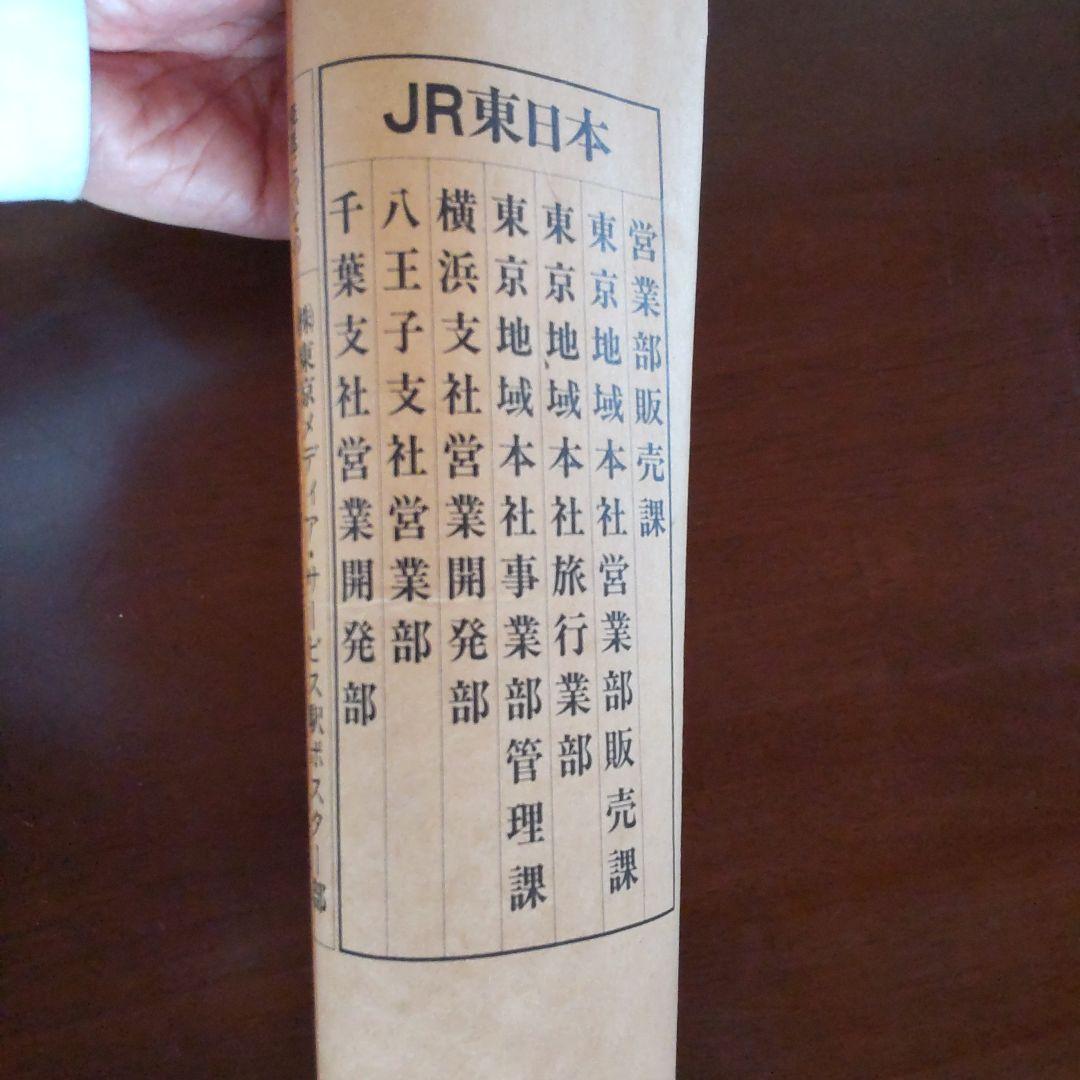 JR東日本
営業部販売課
東京地域本社営業部販売課
東京地域本社旅行業部
東京地域本社事業部管理課
横浜支社営業開発部
八王子支社営業部
千葉支社営業開発部
㈱東京メディア・サービス駅ポスター部